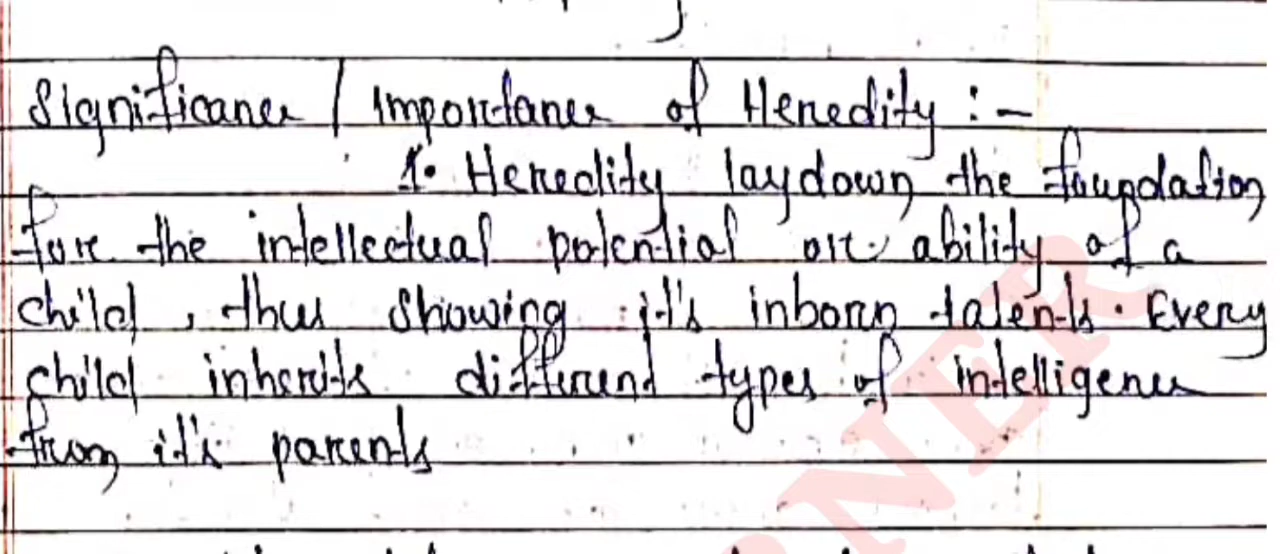 Significance / Importance of Heredity :-
1. Heredity laydown the foundation
for the intellectual potential or ability of a
child, thus showing it's inborn talents. Every
child inherits different types of intelligence
from it's parents
NER